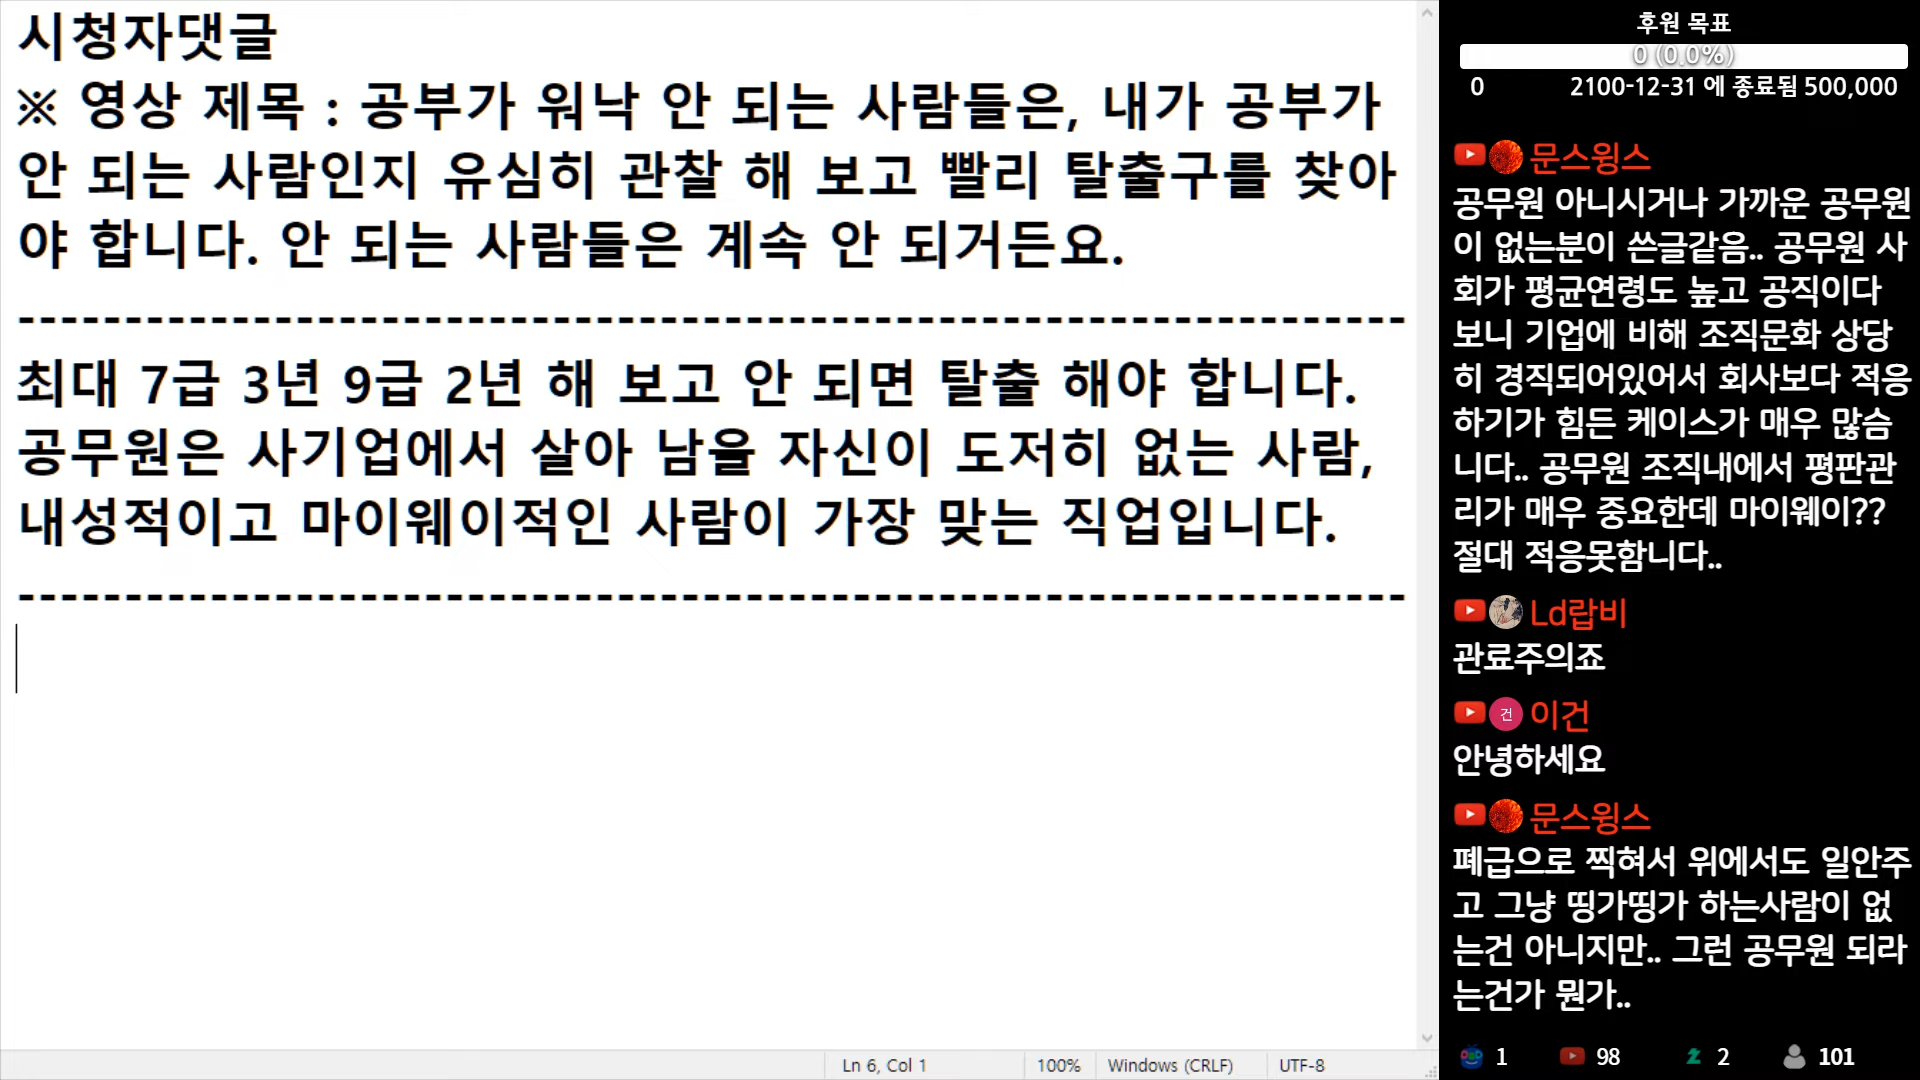 시청자댓글
※ 영상 제목 : 공부가 워낙 안 되는 사람들은, 내가 공부가
안 되는 사람인지 유심히 관찰 해 보고 빨리 탈출구를 찾아
야 합니다. 안 되는 사람들은 계속 안 되거든요.
------------------------------------------------------------------
최대 7급 3년 9급 2년 해 보고 안 되면 탈출 해야 합니다.
공무원은 사기업에서 살아 남을 자신이 도저히 없는 사람,
내성적이고 마이웨이적인 사람이 가장 맞는 직업입니다.
------------------------------------------------------------------
Ln 6, Col 1
100%
Windows (CRLF)
UTF-8
후원 목표
0 (0.0%)
0 2100-12-31 에 종료됨 500,000
문스윙스
공무원 아니시거나 가까운 공무원
이 없는분이 쓴글같음.. 공무원 사
회가 평균연령도 높고 공직이다
보니 기업에 비해 조직문화 상당
히 경직되어있어서 회사보다 적응
하기가 힘든 케이스가 매우 많슴
니다.. 공무원 조직내에서 평판관
리가 매우 중요한데 마이웨이??
절대 적응못함니다..
Ld랍비
관료주의죠
건 이건
안녕하세요
문스윙스
폐급으로 찍혀서 위에서도 일안주
고 그냥 띵가띵가 하는사람이 없
는건 아니지만.. 그런 공무원 되라
는건가 뭔가..
1 98 2 101